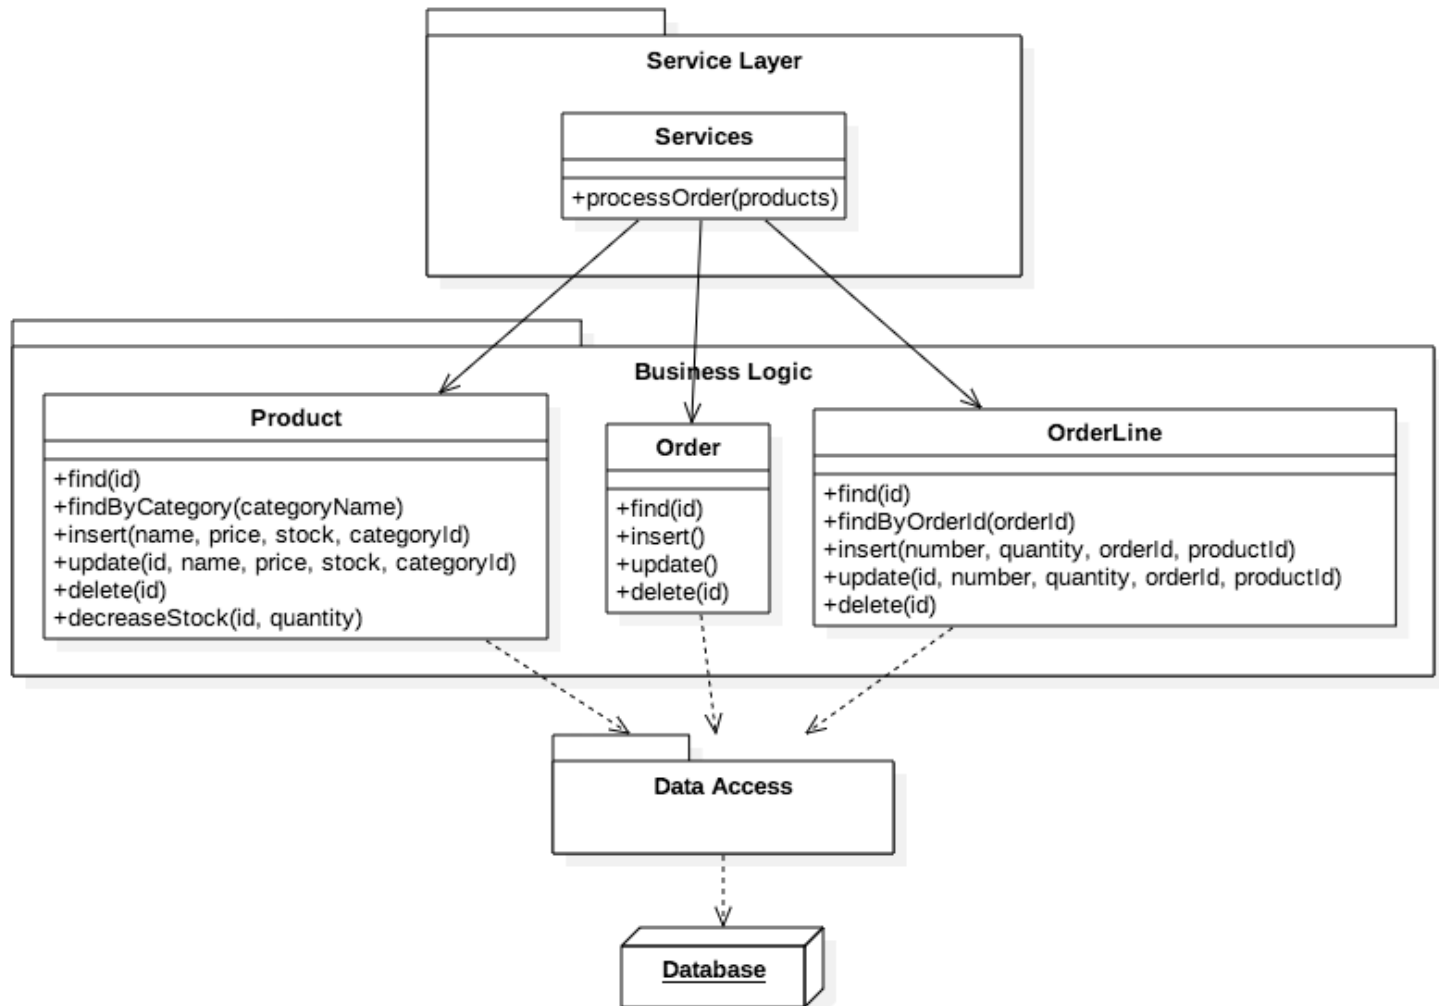 Service Layer
Services
+processOrder(products)
Business Logic
Product
+find(id)
+findByCategory(categoryName)
+insert(name, price, stock, categoryId)
+update(id, name, price, stock, categoryId)
+delete(id)
+decreaseStock(id, quantity)
Order
+find(id)
+insert()
+update()
+delete(id)
OrderLine
+find(id)
+findByOrderId(orderId)
+insert(number, quantity, orderId, productId)
+update(id, number, quantity, orderId, productId)
+delete(id)
Data Access
Database